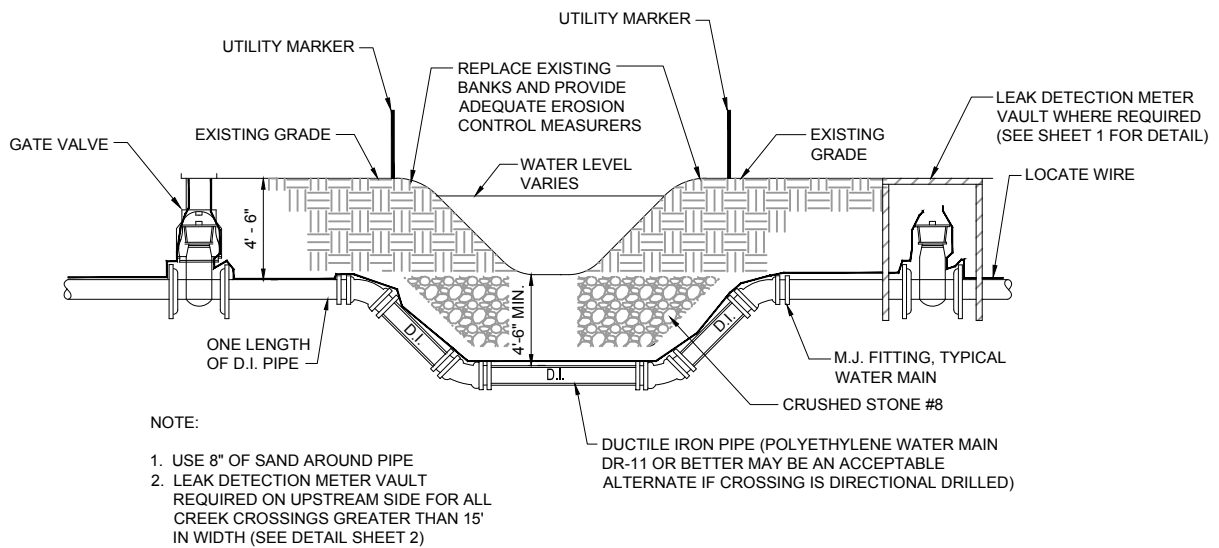 UTILITY MARKER
UTILITY MARKER
REPLACE EXISTING
BANKS AND PROVIDE
ADEQUATE EROSION
CONTROL MEASURERS
LEAK DETECTION METER
VAULT WHERE REQUIRED
(SEE SHEET 1 FOR DETAIL)
GATE VALVE
EXISTING GRADE
EXISTING
GRADE
WATER LEVEL
VARIES
LOCATE WIRE
4' - 6"
4'-6" MIN.
D.I.
D.I.
D.I.
ONE LENGTH
OF D.I. PIPE
M.J. FITTING, TYPICAL
WATER MAIN
CRUSHED STONE #8
DUCTILE IRON PIPE (POLYETHYLENE WATER MAIN
DR-11 OR BETTER MAY BE AN ACCEPTABLE
ALTERNATE IF CROSSING IS DIRECTIONAL DRILLED)
NOTE:
1. USE 8" OF SAND AROUND PIPE
2. LEAK DETECTION METER VAULT
REQUIRED ON UPSTREAM SIDE FOR ALL
CREEK CROSSINGS GREATER THAN 15'
IN WIDTH (SEE DETAIL SHEET 2)